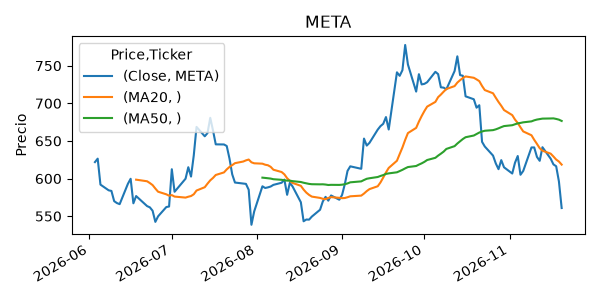 META
Price,Ticker
(Close, META)
(MA20, )
(MA50, )
Precio
750
700
650
600
550
2026-06
2026-07
2026-08
2026-09
2026-10
2026-11